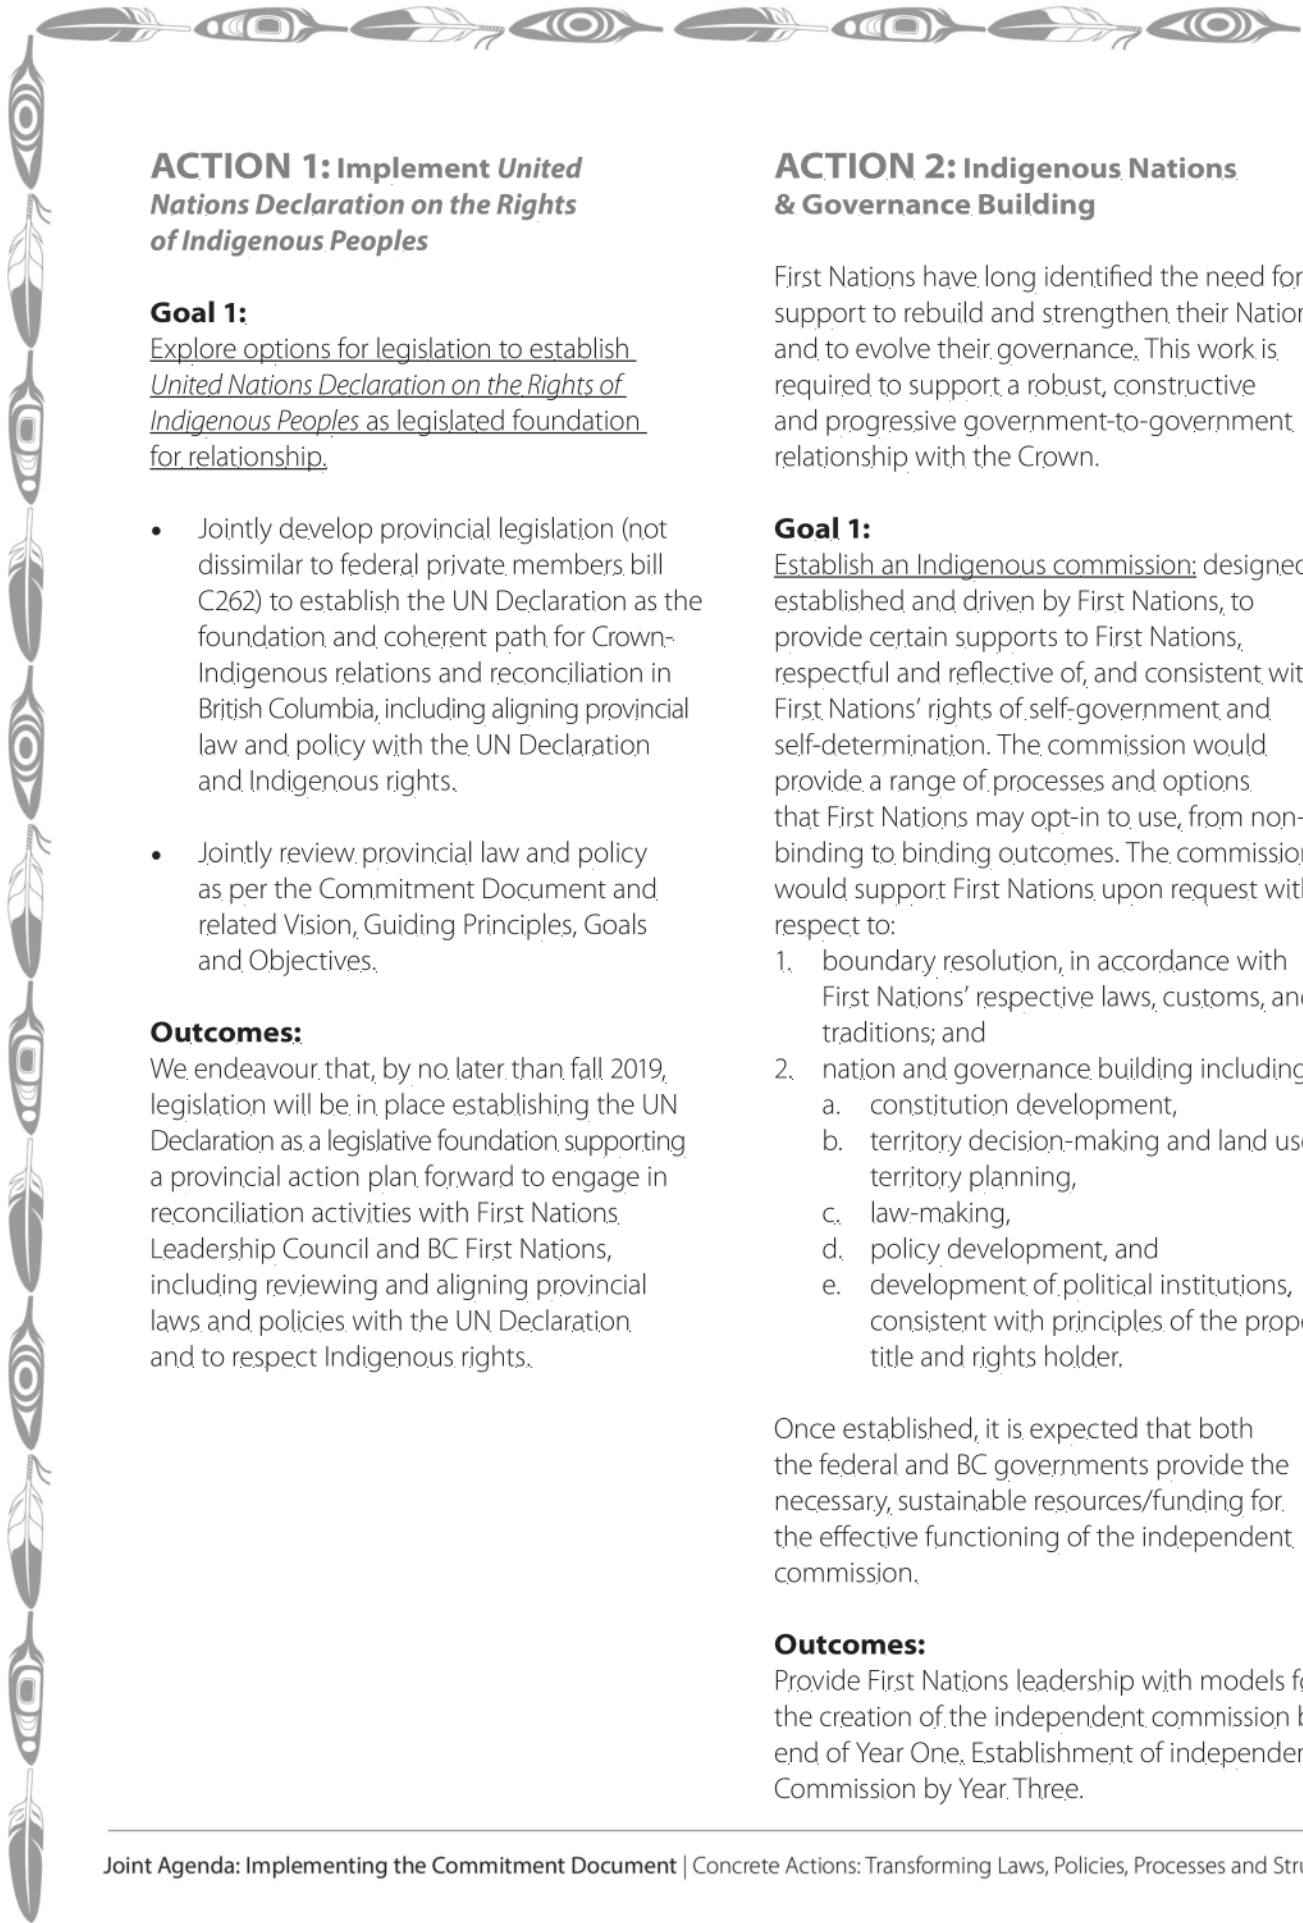 ACTION 1: Implement United
Nations Declaration on the Rights
of Indigenous Peoples
Goal 1:
Explore options for legislation to establish
United Nations Declaration on the Rights of
Indigenous Peoples as legislated foundation
for relationship.
• Jointly develop provincial legislation (not
dissimilar to federal private members bill
C262) to establish the UN Declaration as the
foundation and coherent path for Crown-
Indigenous relations and reconciliation in
British Columbia, including aligning provincial
law and policy with the UN Declaration
and Indigenous rights.
• Jointly review provincial law and policy
as per the Commitment Document and
related Vision, Guiding Principles, Goals
and Objectives.
Outcomes:
We endeavour that, by no later than fall 2019,
legislation will be in place establishing the UN
Declaration as a legislative foundation supporting
a provincial action plan forward to engage in
reconciliation activities with First Nations
Leadership Council and BC First Nations,
including reviewing and aligning provincial
laws and policies with the UN Declaration
and to respect Indigenous rights.
ACTION 2: Indigenous Nations
& Governance Building
First Nations have long identified the need for
support to rebuild and strengthen their
and to evolve their governance. This work is
required to support a robust, constructive
and progressive government-to-government
relationship with the Crown.
Goal 1:
Establish an Indigenous commission: designed
established and driven by First Nations, to
provide certain supports to First Nations,
respectful and reflective of, and consistent
First Nations' rights of self-government and
self-determination. The commission would
provide a range of processes and options
that First Nations may opt-in to use, from non-
binding to binding outcomes. The commission
would support First Nations upon request
respect to:
1. boundary resolution, in accordance with
First Nations' respective laws, customs,
traditions; and
2. nation and governance building including
a. constitution development,
b. territory decision-making and land
territory planning,
c. law-making,
d. policy development, and
e. development of political institutions,
consistent with principles of the
title and rights holder.
Once established, it is expected that both
the federal and BC governments provide the
necessary, sustainable resources/funding for
the effective functioning of the independent
commission.
Outcomes:
Provide First Nations leadership with models
the creation of the independent commission
end of Year One. Establishment of
Commission by Year Three.
Joint Agenda: Implementing the Commitment Document | Concrete Actions: Transforming Laws, Policies, Processes and